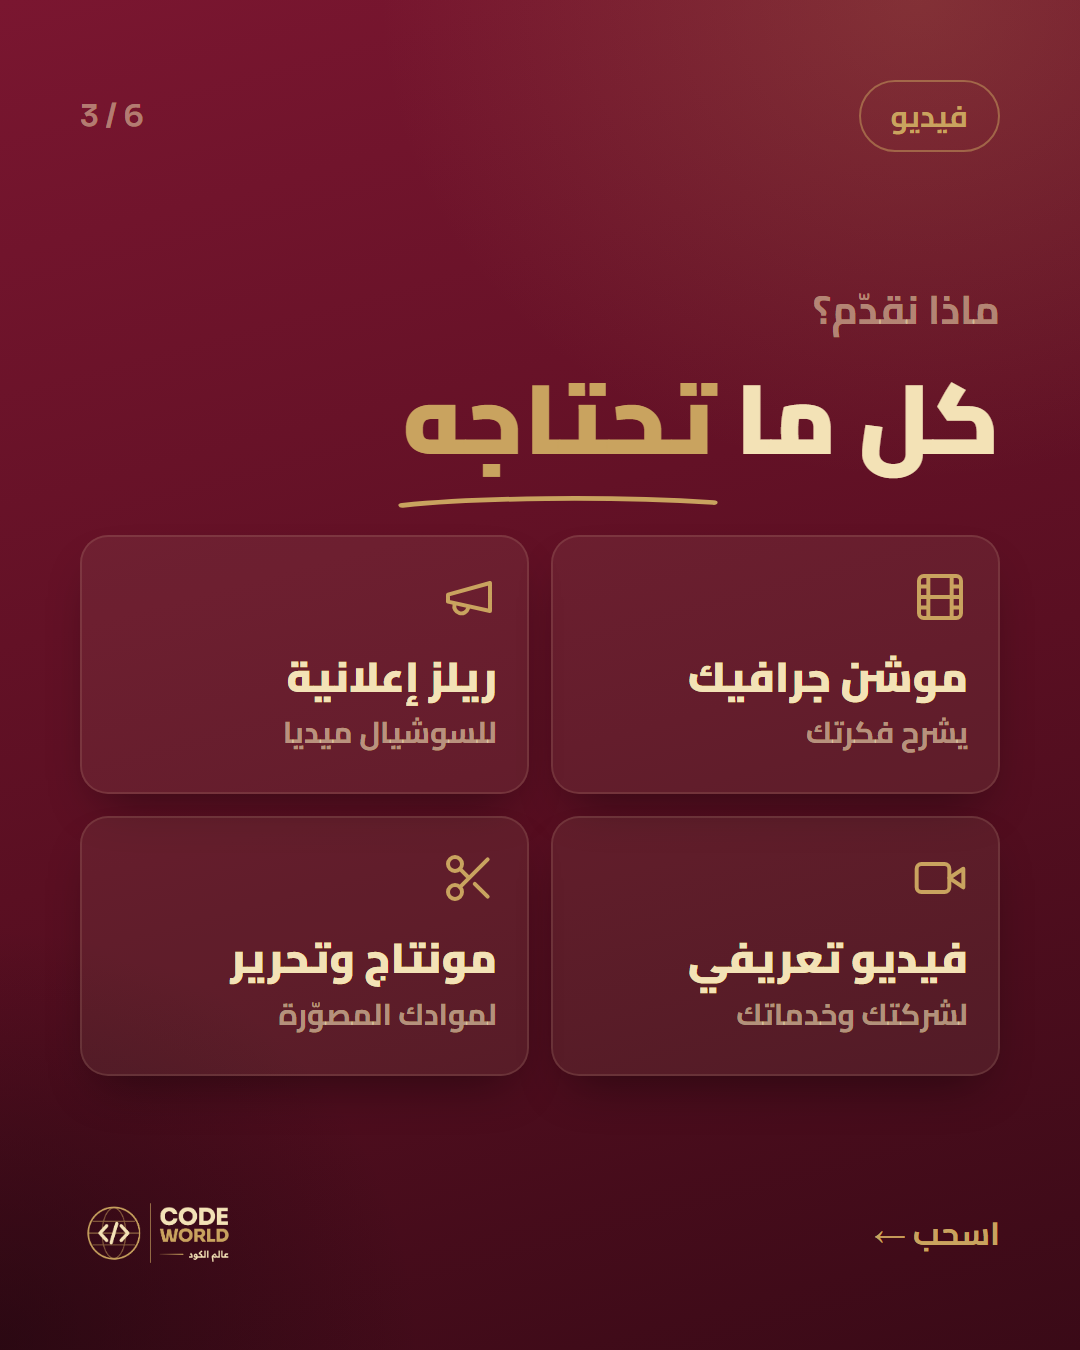 فيديو
3 / 6
ماذا نقدّم؟
كل ما تحتاجه
موشن جرافيك
يشرح فكرتك
ريلز إعلانية
للسوشيال ميديا
فيديو تعريفي
لشركتك وخدماتك
مونتاج وتحرير
لموادك المصوّرة
اسحب ←
</>
CODE
WORLD
عالم الكود